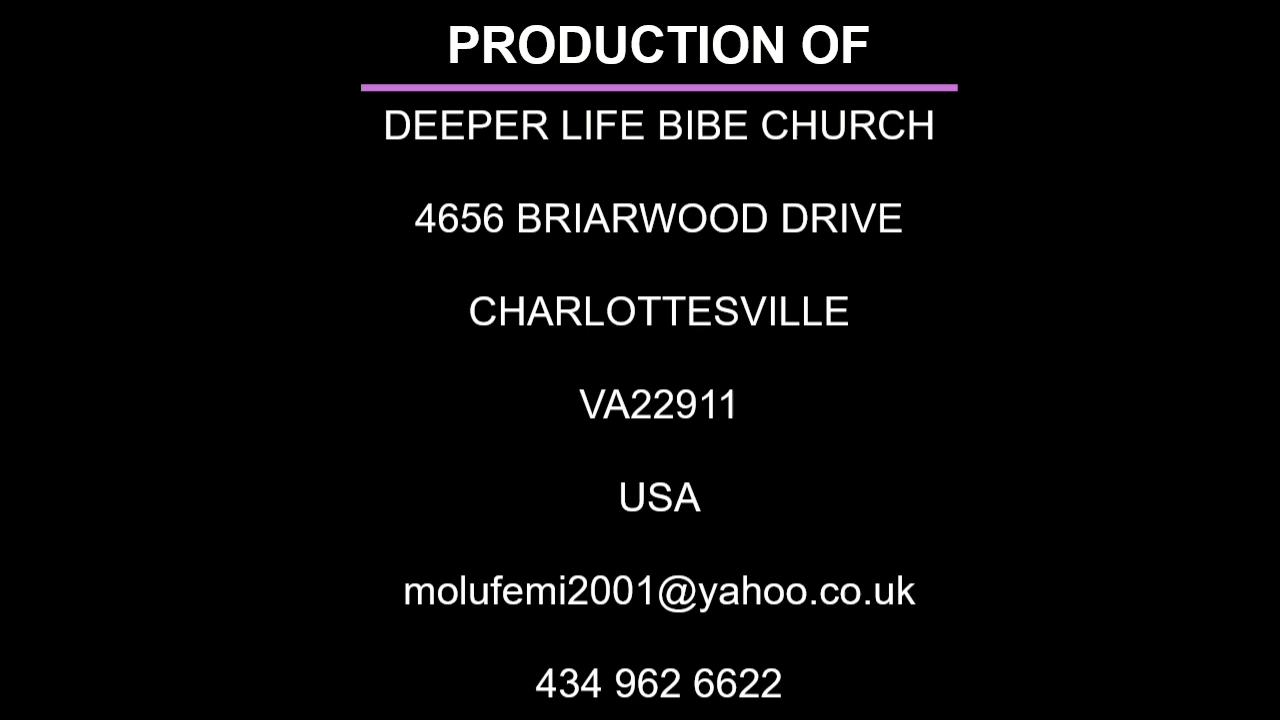 PRODUCTION OF
DEEPER LIFE BIBE CHURCH
4656 BRIARWOOD DRIVE
CHARLOTTESVILLE
VA22911
USA
molufemi2001@yahoo.co.uk
434 962 6622